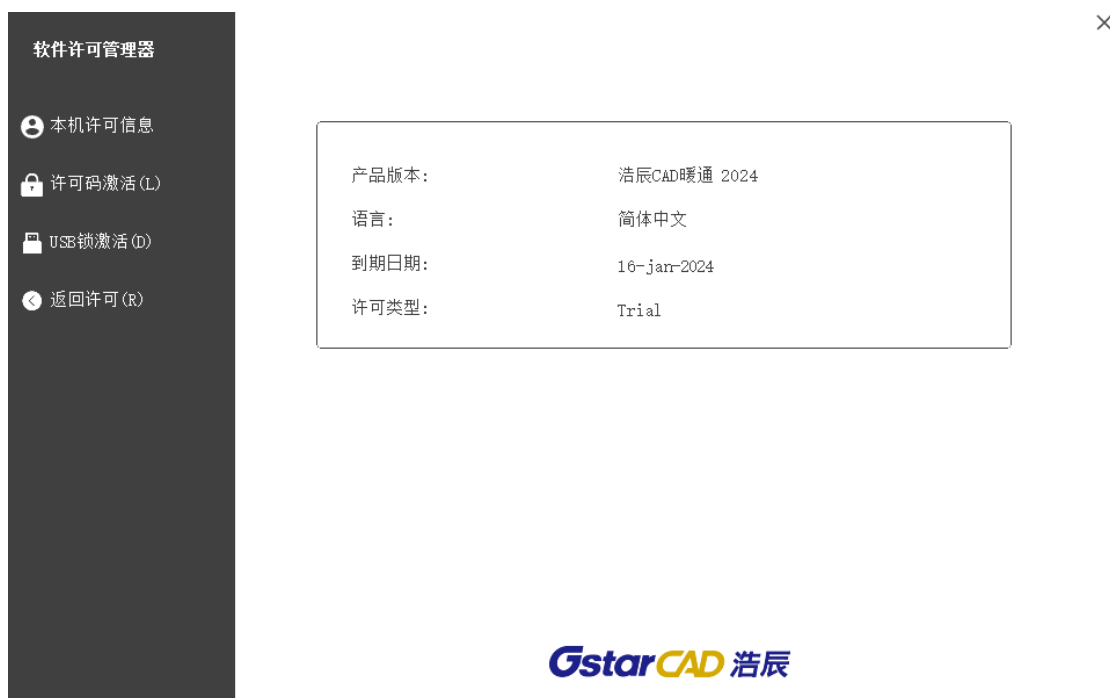 软件许可管理器
本机许可信息
许可码激活(L)
USB锁激活(D)
返回许可(R)
产品版本: 浩辰CAD暖通 2024
语言: 简体中文
到期日期: 16-jan-2024
许可类型: Trial
GstarCAD 浩辰